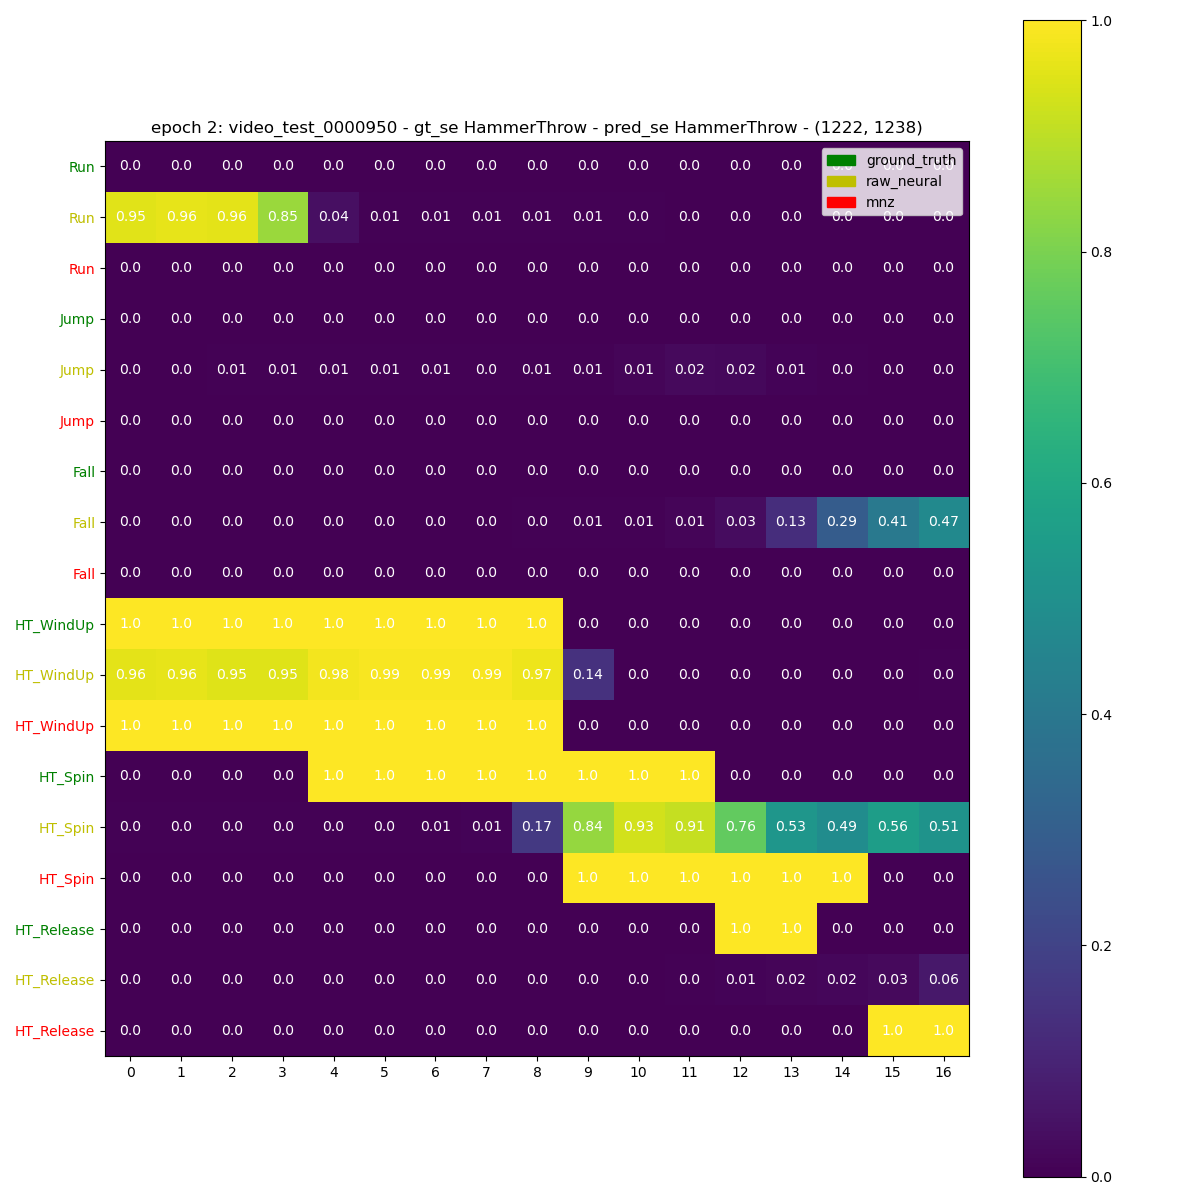 epoch 2: video_test_0000950 - gt_se HammerThrow - pred_se HammerThrow - (1222, 1238)
ground_truth
raw_neural
mnz
Run 0.0 0.0 0.0 0.0 0.0 0.0 0.0 0.0 0.0 0.0 0.0 0.0 0.0 0.0
Run 0.95 0.96 0.96 0.85 0.04 0.01 0.01 0.01 0.01 0.01 0.0 0.0 0.0 0.0 0.0 0.0 0.0
Run 0.0 0.0 0.0 0.0 0.0 0.0 0.0 0.0 0.0 0.0 0.0 0.0 0.0 0.0 0.0 0.0 0.0
Jump 0.0 0.0 0.0 0.0 0.0 0.0 0.0 0.0 0.0 0.0 0.0 0.0 0.0 0.0 0.0 0.0 0.0
Jump 0.0 0.0 0.01 0.01 0.01 0.01 0.01 0.0 0.01 0.01 0.01 0.02 0.02 0.01 0.0 0.0 0.0
Jump 0.0 0.0 0.0 0.0 0.0 0.0 0.0 0.0 0.0 0.0 0.0 0.0 0.0 0.0 0.0 0.0 0.0
Fall 0.0 0.0 0.0 0.0 0.0 0.0 0.0 0.0 0.0 0.0 0.0 0.0 0.0 0.0 0.0 0.0 0.0
Fall 0.0 0.0 0.0 0.0 0.0 0.0 0.0 0.0 0.0 0.01 0.01 0.01 0.03 0.13 0.29 0.41 0.47
Fall 0.0 0.0 0.0 0.0 0.0 0.0 0.0 0.0 0.0 0.0 0.0 0.0 0.0 0.0 0.0 0.0 0.0
HT_WindUp 1.0 1.0 1.0 1.0 1.0 1.0 1.0 1.0 1.0 0.0 0.0 0.0 0.0 0.0 0.0 0.0 0.0
HT_WindUp 0.96 0.96 0.95 0.95 0.98 0.99 0.99 0.99 0.97 0.14 0.0 0.0 0.0 0.0 0.0 0.0 0.0
HT_WindUp 1.0 1.0 1.0 1.0 1.0 1.0 1.0 1.0 1.0 0.0 0.0 0.0 0.0 0.0 0.0 0.0 0.0
HT_Spin 0.0 0.0 0.0 0.0 1.0 1.0 1.0 1.0 1.0 1.0 1.0 1.0 0.0 0.0 0.0 0.0 0.0
HT_Spin 0.0 0.0 0.0 0.0 0.0 0.0 0.01 0.01 0.17 0.84 0.93 0.91 0.76 0.53 0.49 0.56 0.51
HT_Spin 0.0 0.0 0.0 0.0 0.0 0.0 0.0 0.0 0.0 1.0 1.0 1.0 1.0 1.0 1.0 0.0 0.0
HT_Release 0.0 0.0 0.0 0.0 0.0 0.0 0.0 0.0 0.0 0.0 0.0 0.0 1.0 1.0 0.0 0.0 0.0
HT_Release 0.0 0.0 0.0 0.0 0.0 0.0 0.0 0.0 0.0 0.0 0.0 0.0 0.01 0.02 0.02 0.03 0.06
HT_Release 0.0 0.0 0.0 0.0 0.0 0.0 0.0 0.0 0.0 0.0 0.0 0.0 0.0 0.0 0.0 1.0 1.0
0 1 2 3 4 5 6 7 8 9 10 11 12 13 14 15 16
1.0
0.8
0.6
0.4
0.2
0.0